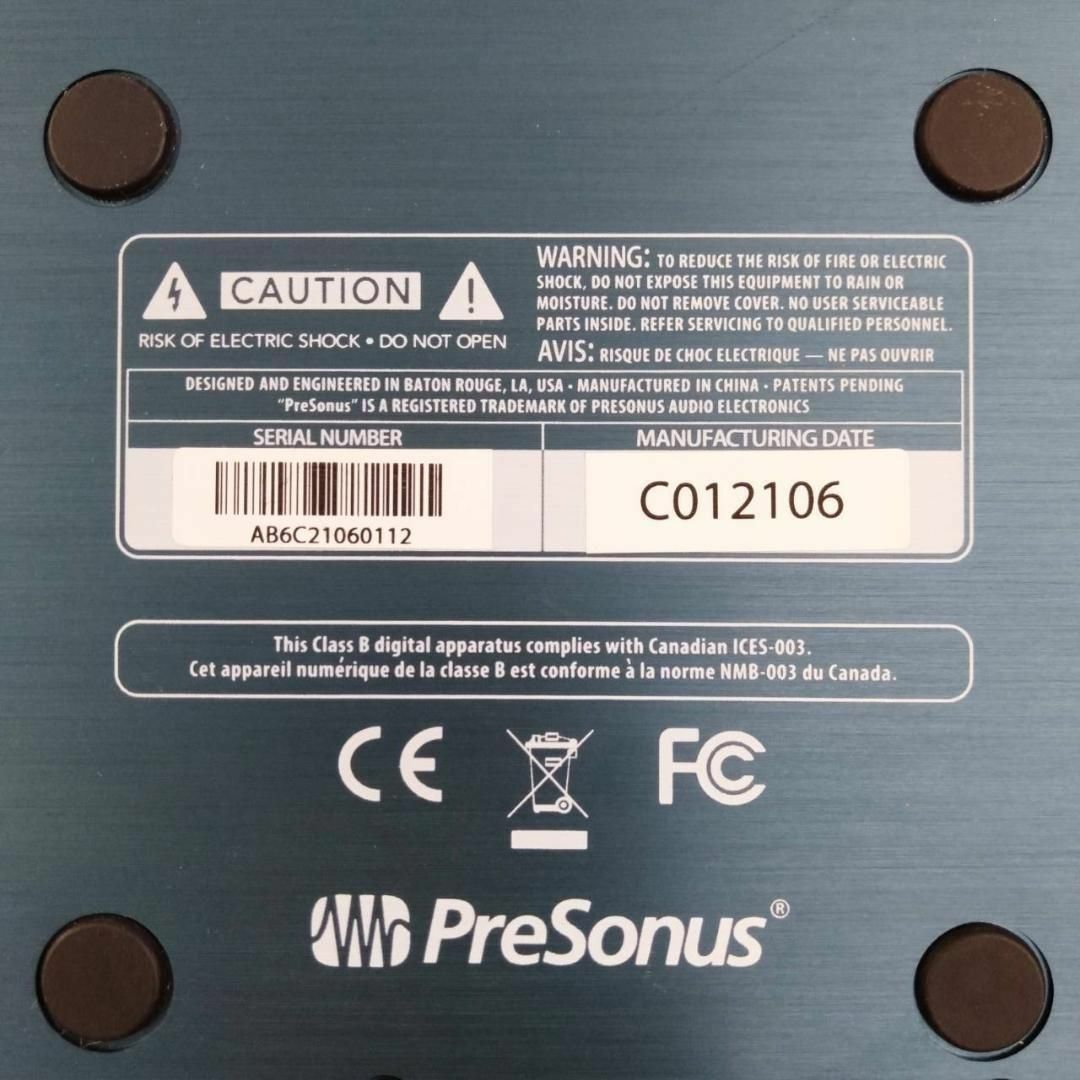 CAUTION
RISK OF ELECTRIC SHOCK • DO NOT OPEN
WARNING: TO REDUCE THE RISK OF FIRE OR ELECTRIC
SHOCK, DO NOT EXPOSE THIS EQUIPMENT TO RAIN OR
MOISTURE. DO NOT REMOVE COVER. NO USER SERVICEABLE
PARTS INSIDE. REFER SERVICING TO QUALIFIED PERSONNEL.
AVIS: RISQUE DE CHOC ELECTRIQUE — NE PAS OUVRIR
DESIGNED AND ENGINEERED IN BATON ROUGE, LA, USA • MANUFACTURED IN CHINA • PATENTS PENDING
"PreSonus" IS A REGISTERED TRADEMARK OF PRESONUS AUDIO ELECTRONICS
SERIAL NUMBER
AB6C21060112
MANUFACTURING DATE
C012106
This Class B digital apparatus complies with Canadian ICES-003.
Cet appareil numérique de la classe B est conforme à la norme NMB-003 du Canada.
CE FC
PreSonus®